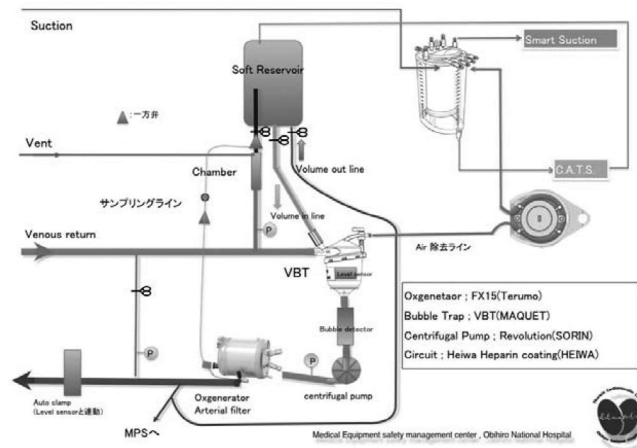 Suction
Smart Suction
Soft Reservoir
:一方弁
Vent
Chamber
Volume out line
C.A.T.S.
サンプリングライン
Volume in line
Venous return
P
VBT
Air 除去ライン
Level sensor
Oxgenetaor ; FX15(Terumo)
Bubble Trap ; VBT(MAQUET)
Centrifugal Pump ; Revolution(SORIN)
Circuit ; Heiwa Heparin coating(HEIWA)
Bubble detector
P
P
Auto clamp
(Level sensorと連動)
Oxgenerator
Arterial filter
centrifugal pump
MPSへ
Medical Equipment safety management center , Obihiro National Hospital